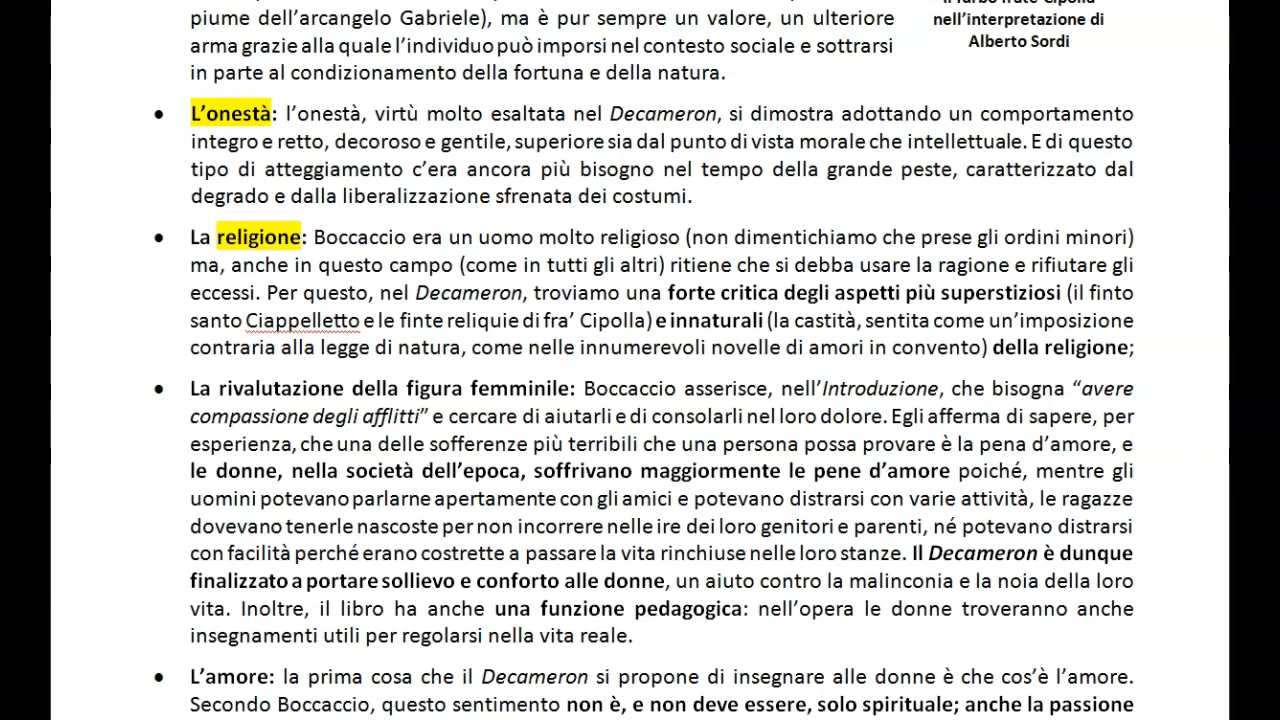 piume dell’arcangelo Gabriele), ma è pur sempre un valore, un ulteriore
arma grazie alla quale l’individuo può imporsi nel contesto sociale e sottrarsi
in parte al condizionamento della fortuna e della natura.
nell’interpretazione di
Alberto Sordi
• L’onestà: l’onestà, virtù molto esaltata nel Decameron, si dimostra adottando un comportamento
integro e retto, decoroso e gentile, superiore sia dal punto di vista morale che intellettuale. E di questo
tipo di atteggiamento c’era ancora più bisogno nel tempo della grande peste, caratterizzato dal
degrado e dalla liberalizzazione sfrenata dei costumi.
• La religione: Boccaccio era un uomo molto religioso (non dimentichiamo che prese gli ordini minori)
ma, anche in questo campo (come in tutti gli altri) ritiene che si debba usare la ragione e rifiutare gli
eccessi. Per questo, nel Decameron, troviamo una forte critica degli aspetti più superstiziosi (il finto
santo Ciappelletto e le finte reliquie di fra’ Cipolla) e innaturali (la castità, sentita come un’imposizione
contraria alla legge di natura, come nelle innumerevoli novelle di amori in convento) della religione;
• La rivalutazione della figura femminile: Boccaccio asserisce, nell’Introduzione, che bisogna “avere
compassione degli afflitti” e cercare di aiutarli e di consolarli nel loro dolore. Egli afferma di sapere, per
esperienza, che una delle sofferenze più terribili che una persona possa provare è la pena d’amore, e
le donne, nella società dell’epoca, soffrivano maggiormente le pene d’amore poiché, mentre gli
uomini potevano parlarne apertamente con gli amici e potevano distrarsi con varie attività, le ragazze
dovevano tenerle nascoste per non incorrere nelle ire dei loro genitori e parenti, né potevano distrarsi
con facilità perché erano costrette a passare la vita rinchiuse nelle loro stanze. Il Decameron è dunque
finalizzato a portare sollievo e conforto alle donne, un aiuto contro la malinconia e la noia della loro
vita. Inoltre, il libro ha anche una funzione pedagogica: nell’opera le donne troveranno anche
insegnamenti utili per regolarsi nella vita reale.
• L’amore: la prima cosa che il Decameron si propone di insegnare alle donne è che cos’è l’amore.
Secondo Boccaccio, questo sentimento non è, e non deve essere, solo spirituale; anche la passione